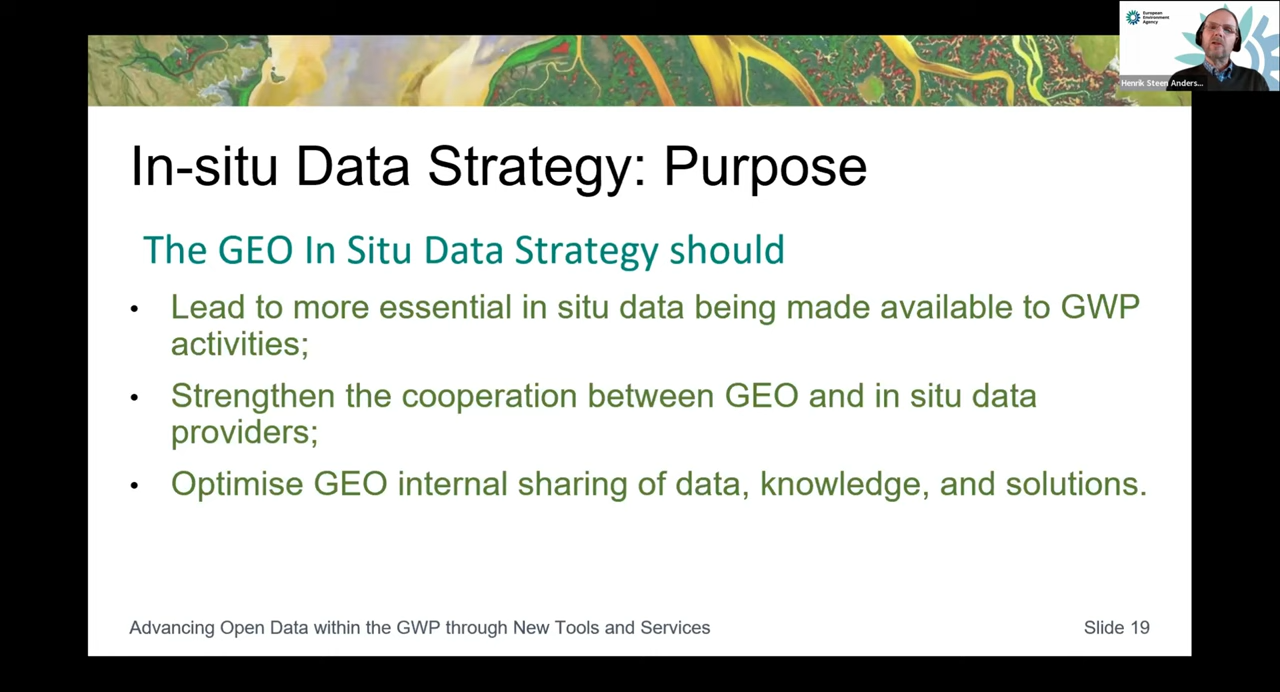 European
Environment
Agency
Henrik Steen Anders...
In-situ Data Strategy: Purpose
The GEO In Situ Data Strategy should
• Lead to more essential in situ data being made available to GWP
activities;
• Strengthen the cooperation between GEO and in situ data
providers;
• Optimise GEO internal sharing of data, knowledge, and solutions.
Advancing Open Data within the GWP through New Tools and Services
Slide 19